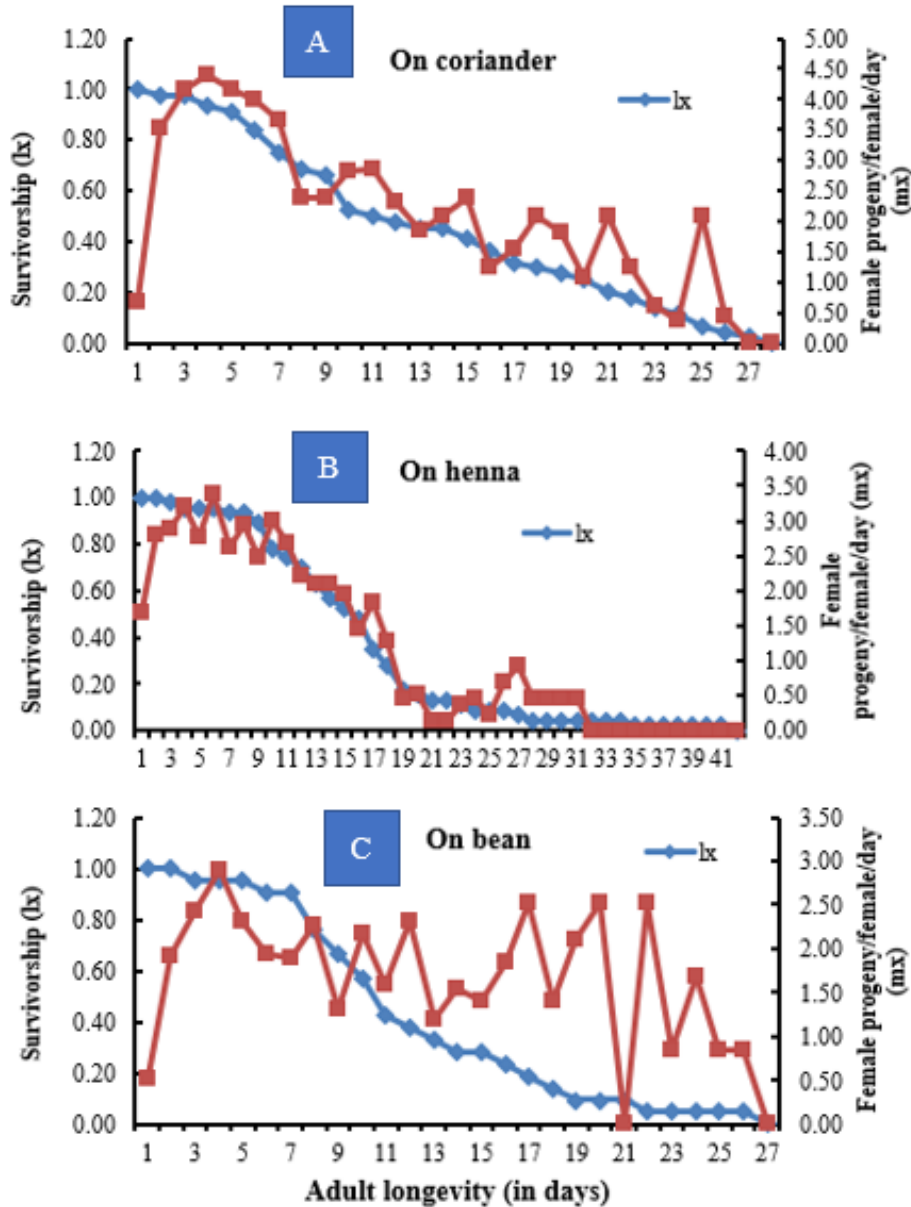 A
On coriander
lx
1.20
1.00
0.80
0.60
0.40
0.20
0.00
Survivorship (lx)
5.00
4.50
4.00
3.50
3.00
2.50
2.00
1.50
1.00
0.50
0.00
Female progeny/female/day
(mx)
1 3 5 7 9 11 13 15 17 19 21 23 25 27
B
On henna
lx
1.20
1.00
0.80
0.60
0.40
0.20
0.00
Survivorship (lx)
4.00
3.50
3.00
2.50
2.00
1.50
1.00
0.50
0.00
Female
progeny/female/day (mx)
1 3 5 7 9 11 13 15 17 19 21 23 25 27 29 31 33 35 37 39 41
C
On bean
lx
1.20
1.00
0.80
0.60
0.40
0.20
0.00
Survivorship (lx)
3.50
3.00
2.50
2.00
1.50
1.00
0.50
0.00
Female progeny/female/day
(mx)
1 3 5 7 9 11 13 15 17 19 21 23 25 27
Adult longevity (in days)